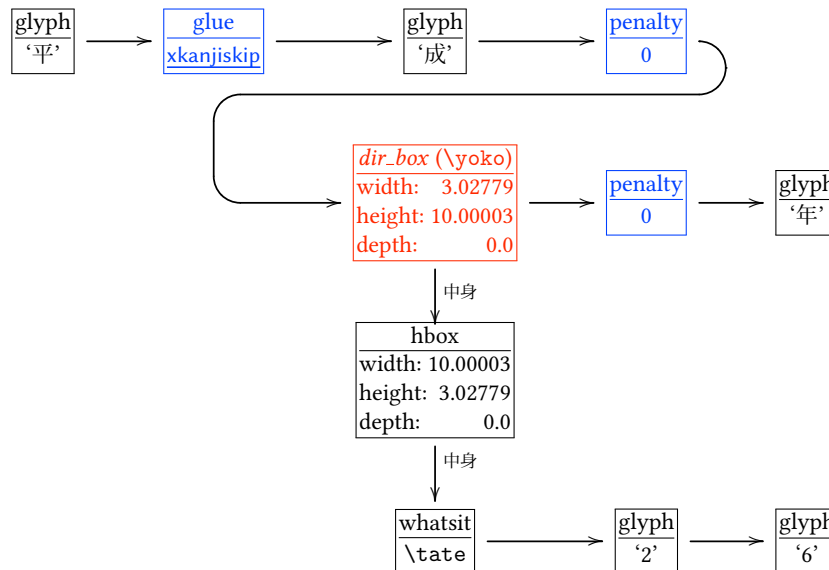 glyph
‘平’
glue
xkanjiskip
glyph
‘成’
penalty
0
dir_box (\yoko)
width: 3.02779
height: 10.00003
depth: 0.0
penalty
0
glyph
‘年’
中身
hbox
width: 10.00003
height: 3.02779
depth: 0.0
中身
whatsit
\tate
glyph
‘2’
glyph
‘6’